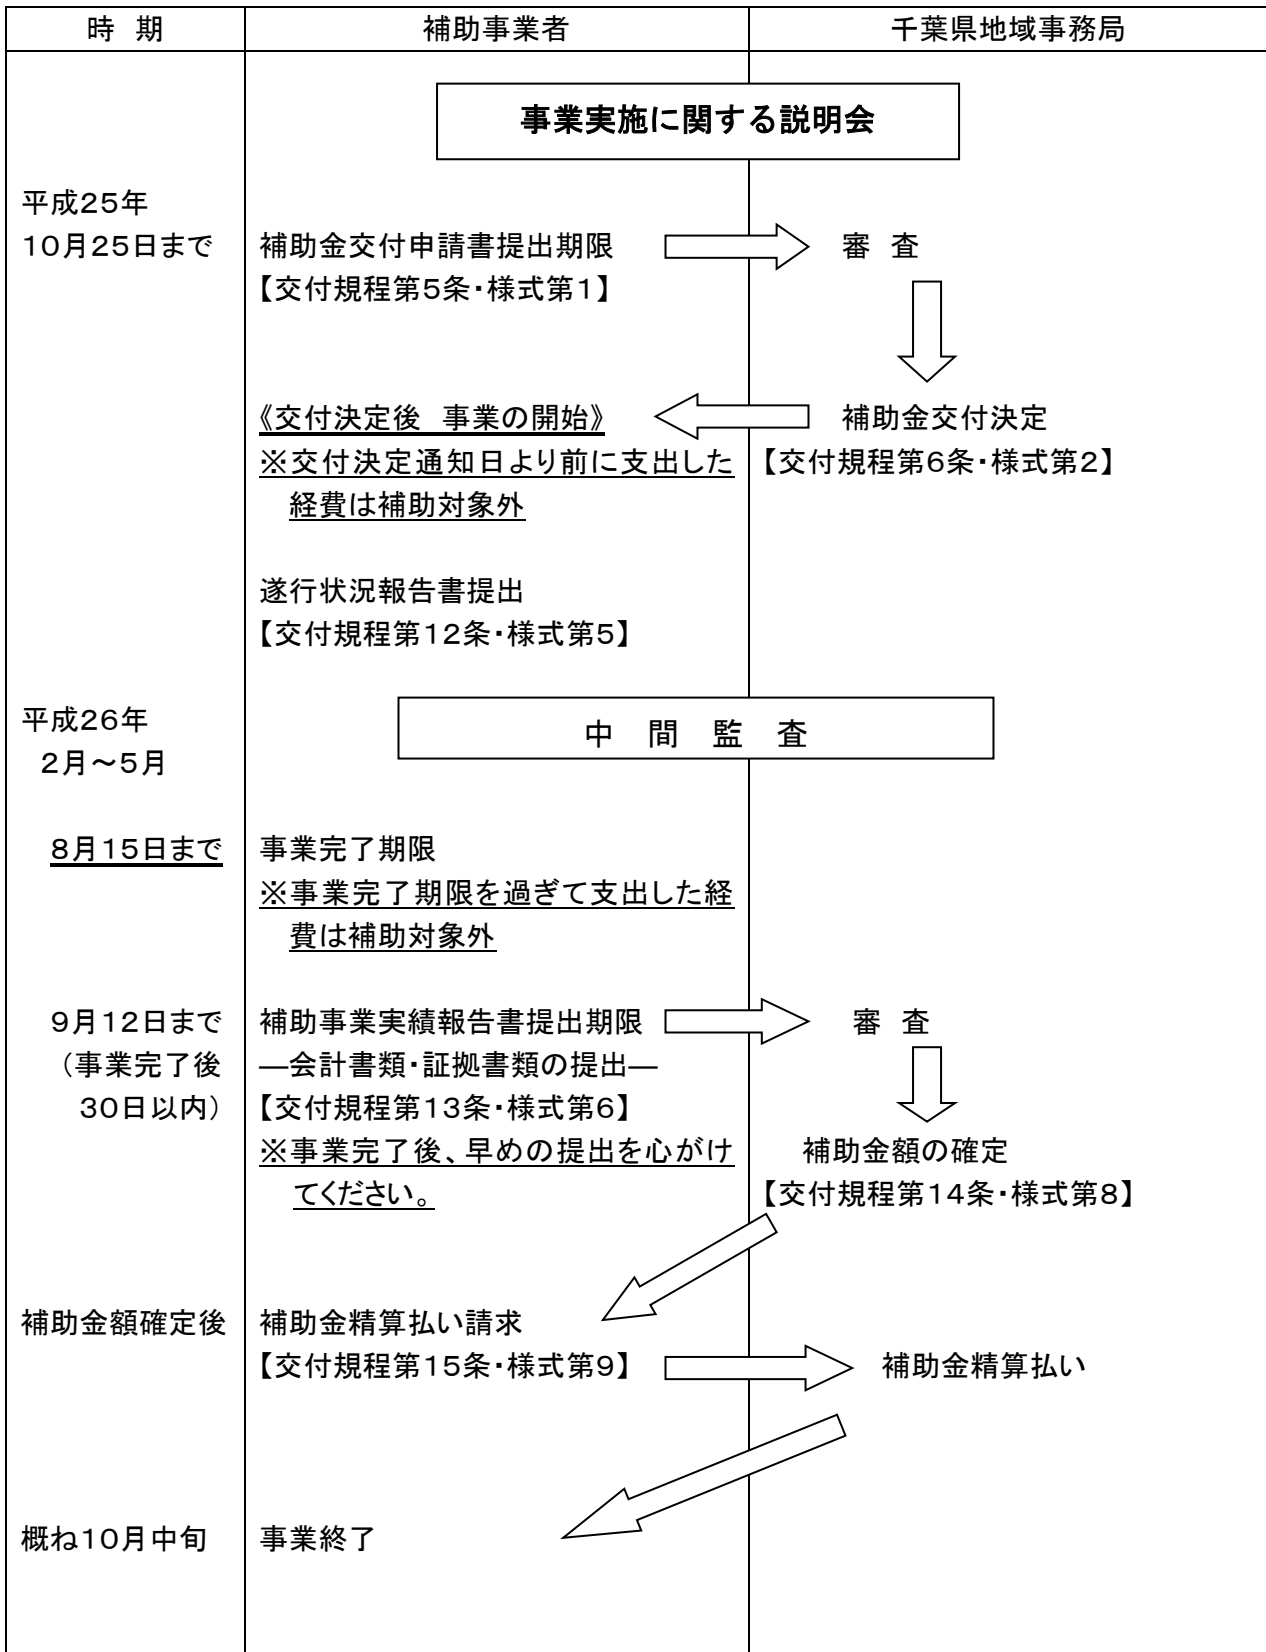 時 期 補助事業者 千葉県地域事務局
事業実施に関する説明会
平成25年
10月25日まで 補助金交付申請書提出期限 審 査
【交付規程第5条・様式第1】
《交付決定後 事業の開始》 補助金交付決定
※交付決定通知日より前に支出した 【交付規程第6条・様式第2】
経費は補助対象外
遂行状況報告書提出
【交付規程第12条・様式第5】
平成26年 中 間 監 査
2月~5月
8月15日まで 事業完了期限
※事業完了期限を過ぎて支出した経
費は補助対象外
9月12日まで 補助事業実績報告書提出期限 審 査
(事業完了後 ―会計書類・証拠書類の提出―
30日以内) 【交付規程第13条・様式第6】
※事業完了後、早めの提出を心がけ 補助金額の確定
てください。 【交付規程第14条・様式第8】
補助金額確定後 補助金精算払い請求
【交付規程第15条・様式第9】 補助金精算払い
概ね10月中旬 事業終了